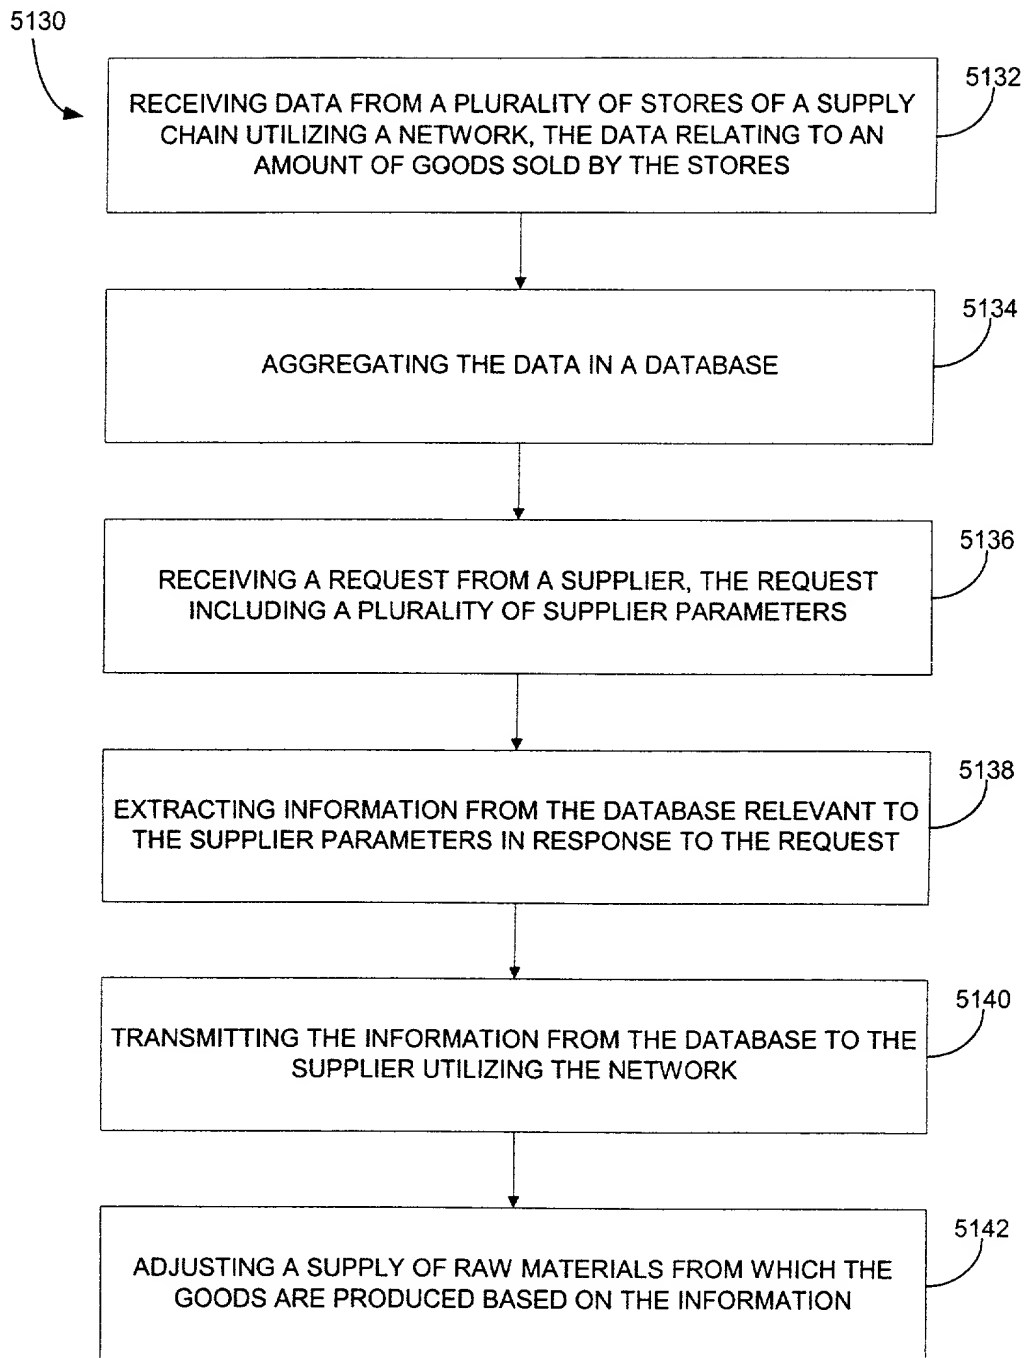 5130
5132
RECEIVING DATA FROM A PLURALITY OF STORES OF A SUPPLY
CHAIN UTILIZING A NETWORK, THE DATA RELATING TO AN
AMOUNT OF GOODS SOLD BY THE STORES
5134
AGGREGATING THE DATA IN A DATABASE
5136
RECEIVING A REQUEST FROM A SUPPLIER, THE REQUEST
INCLUDING A PLURALITY OF SUPPLIER PARAMETERS
5138
EXTRACTING INFORMATION FROM THE DATABASE RELEVANT TO
THE SUPPLIER PARAMETERS IN RESPONSE TO THE REQUEST
5140
TRANSMITTING THE INFORMATION FROM THE DATABASE TO THE
SUPPLIER UTILIZING THE NETWORK
5142
ADJUSTING A SUPPLY OF RAW MATERIALS FROM WHICH THE
GOODS ARE PRODUCED BASED ON THE INFORMATION